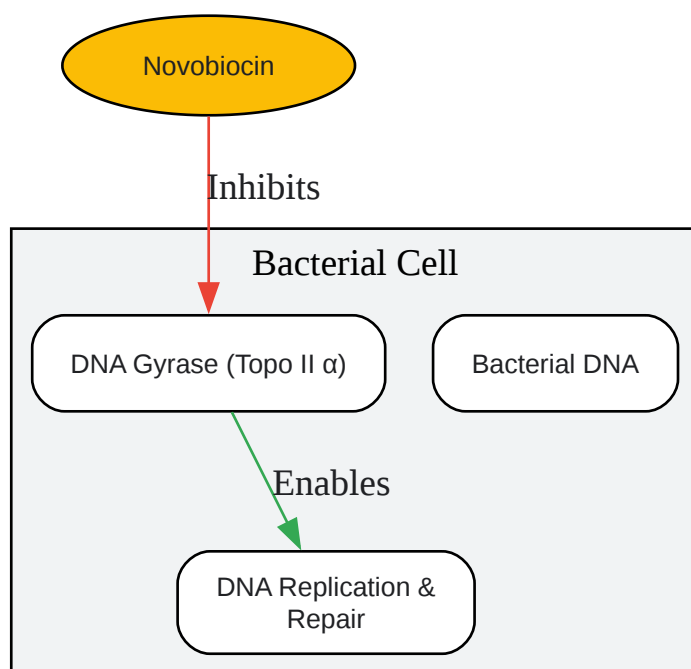 Novobiocin
Inhibits
Bacterial Cell
DNA Gyrase (Topo II α)
Bacterial DNA
Enables
DNA Replication &
Repair